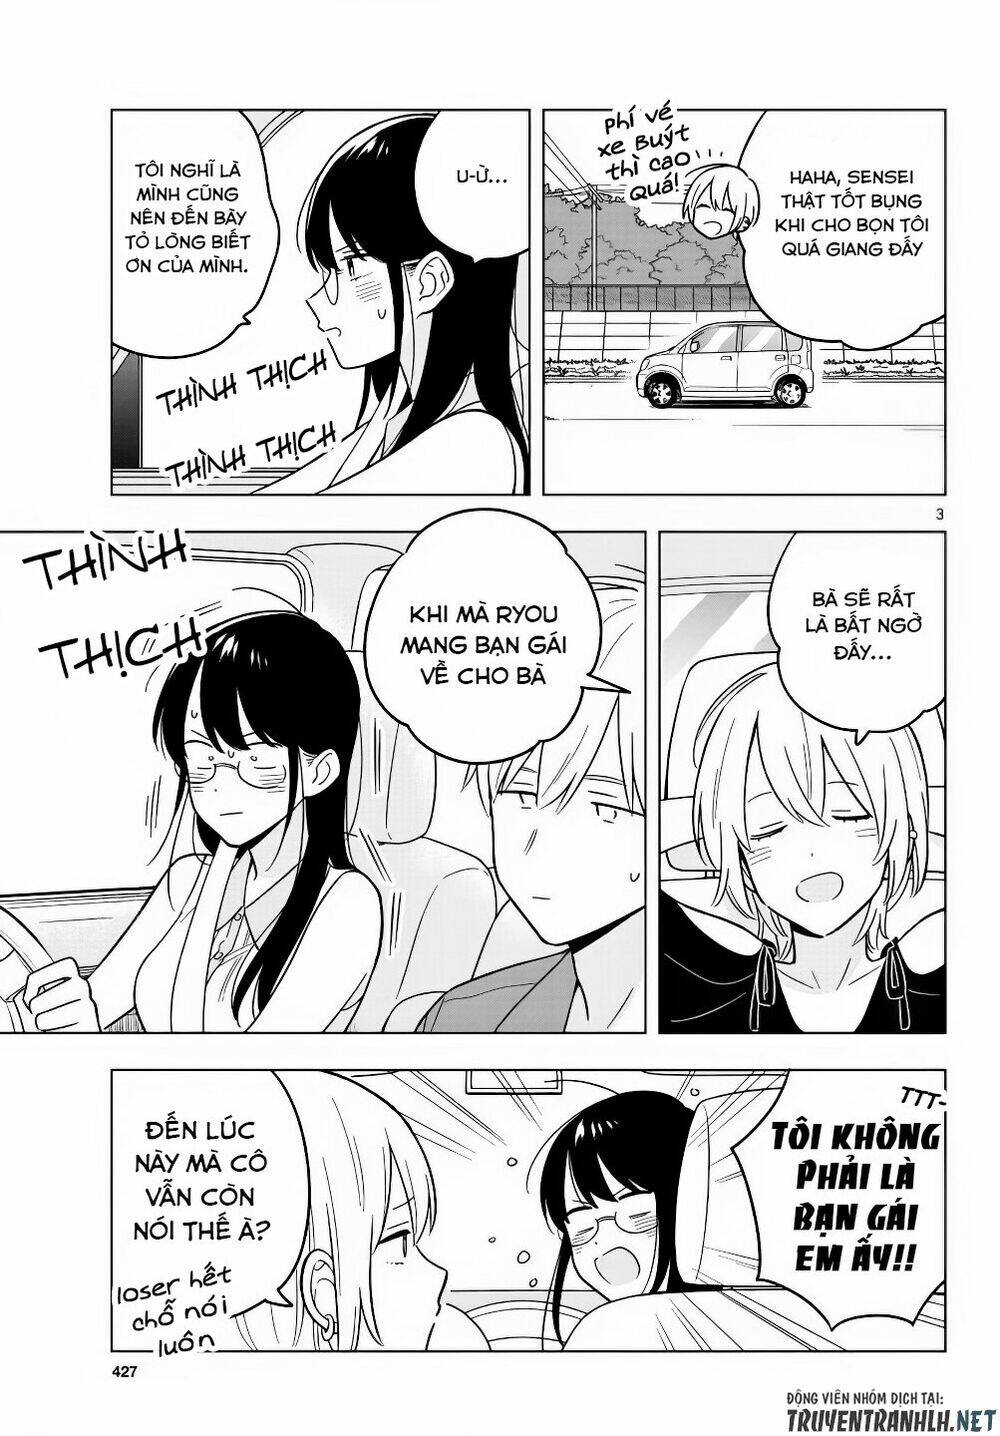 HAHA, SENSEI
THẬT TỐT BỤNG
KHI CHO BỌN TÔI
QUÁ GIANG ĐẤY
phí vé
xe Buýt
thì cao
quá!
U-Ừ...
TÔI NGHĨ LÀ
MÌNH CŨNG
NÊN ĐẾN BÀY
TỎ LÒNG BIẾT
ƠN CỦA MÌNH.
THÌNH THỊCH
THÌNH THỊCH
3
BÀ SẼ RẤT
LÀ BẤT NGỜ
ĐẤY...
KHI MÀ RYOU
MANG BẠN GÁI
VỀ CHO BÀ
THÌNH
THỊCH
TTT-
TÔI KHÔNG
PHẢI LÀ
BẠN GÁI
EM ẤY!!
ĐẾN LÚC
NÀY MÀ CÔ
VẪN CÒN
NÓI THẾ À?
loser hết
chỗ nói
luôn
427
ĐỘNG VIÊN NHÓM DỊCH TẠI:
TRUYENTRANHLH.NET